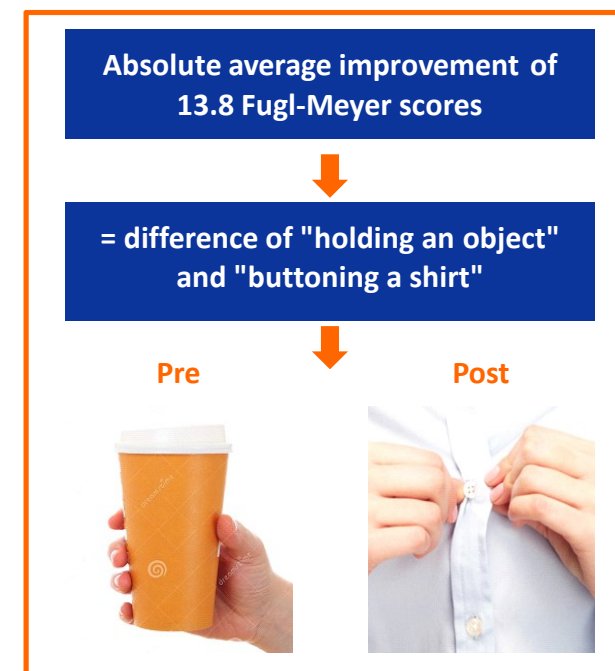 Absolute average improvement of
13.8 Fugl-Meyer scores
= difference of "holding an object"
and "buttoning a shirt"
Pre
Post
dreamstime